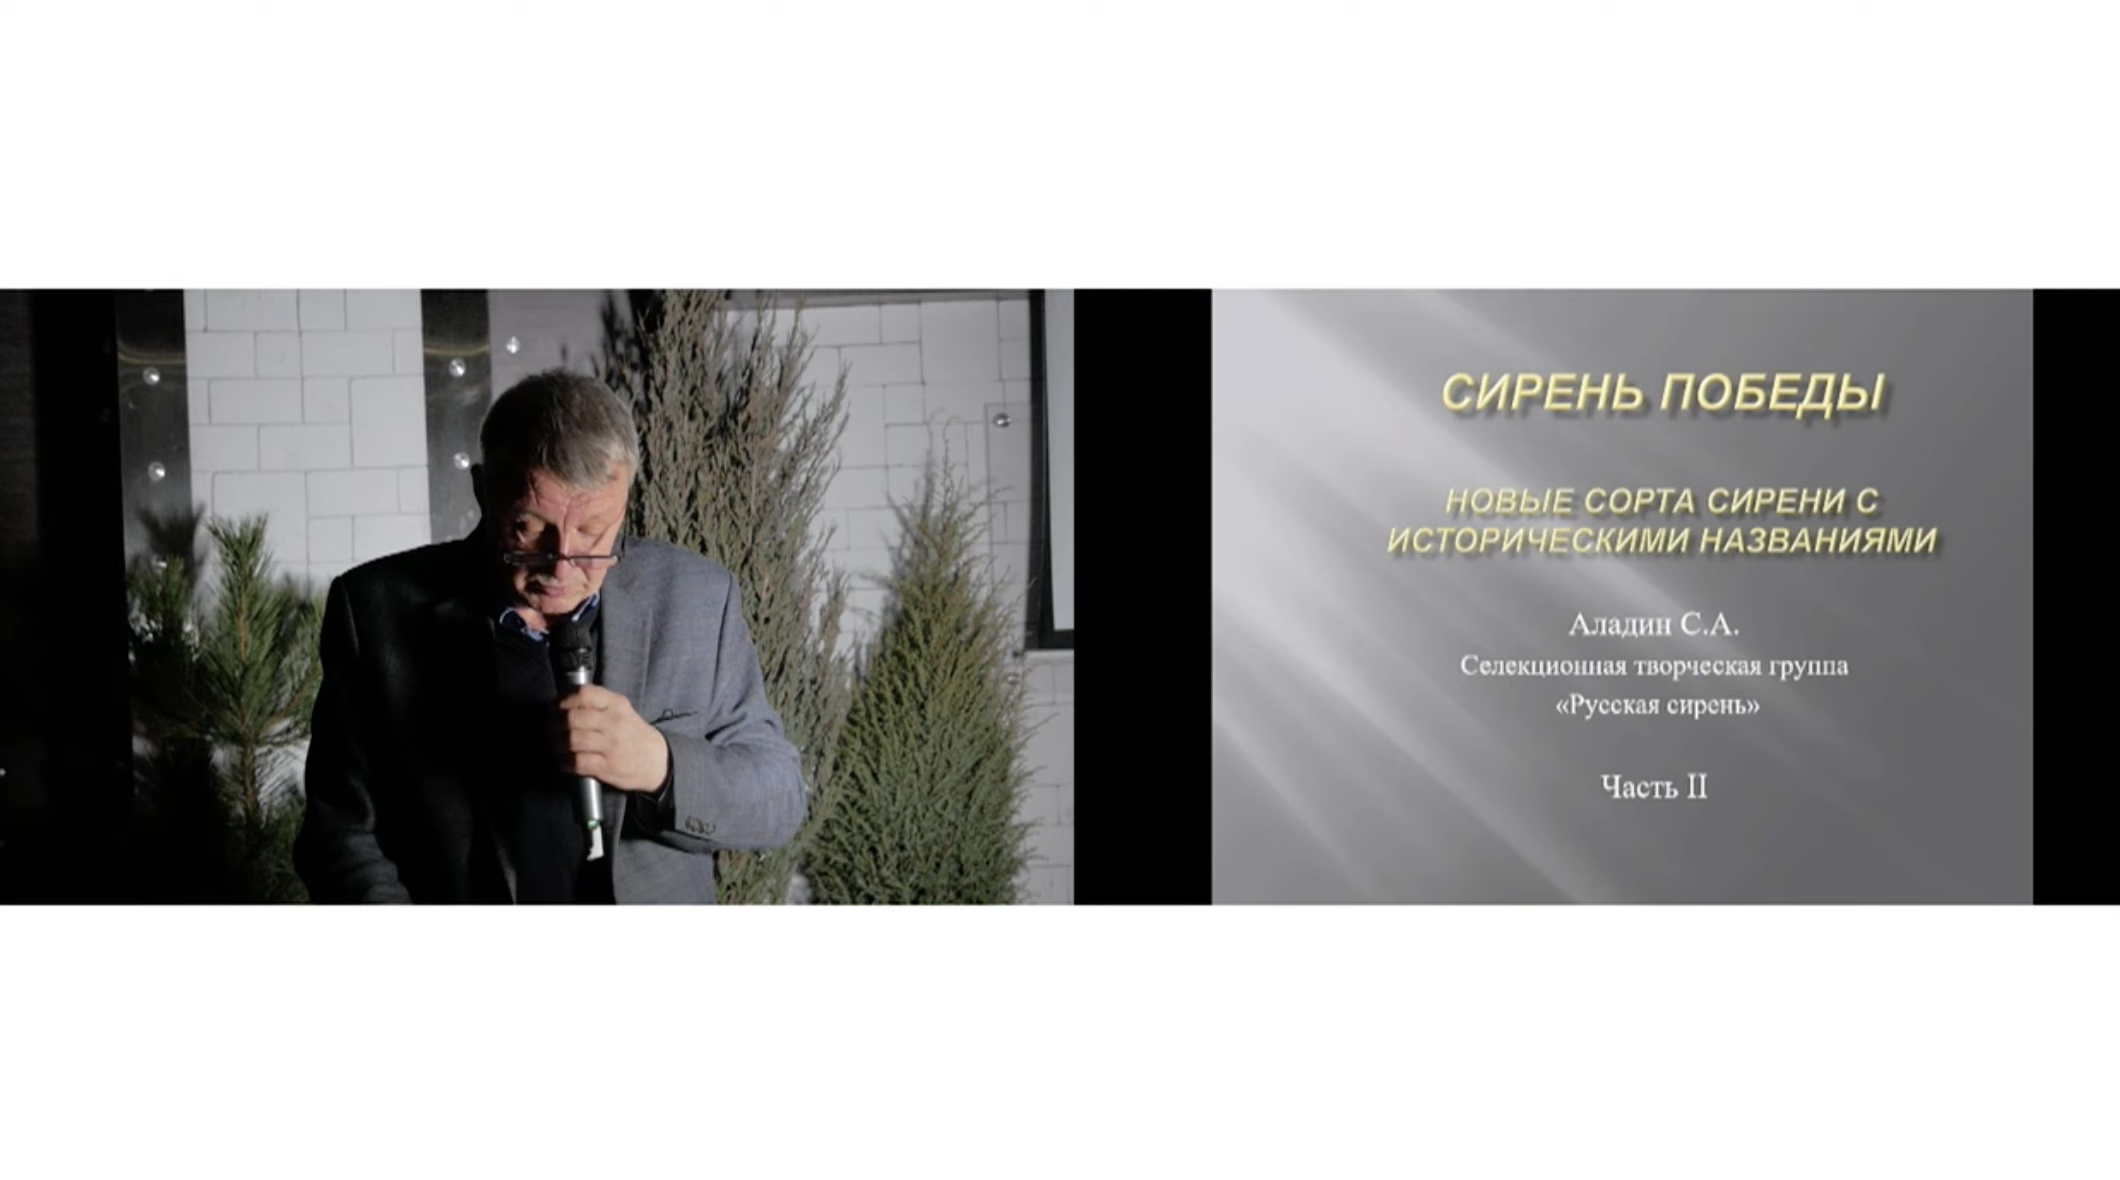 СИРЕНЬ ПОБЕДЫ
НОВЫЕ СОРТА СИРЕНИ С
ИСТОРИЧЕСКИМИ НАЗВАНИЯМИ
Аладин С.А.
Селекционная творческая группа
«Русская сирень»
Часть II